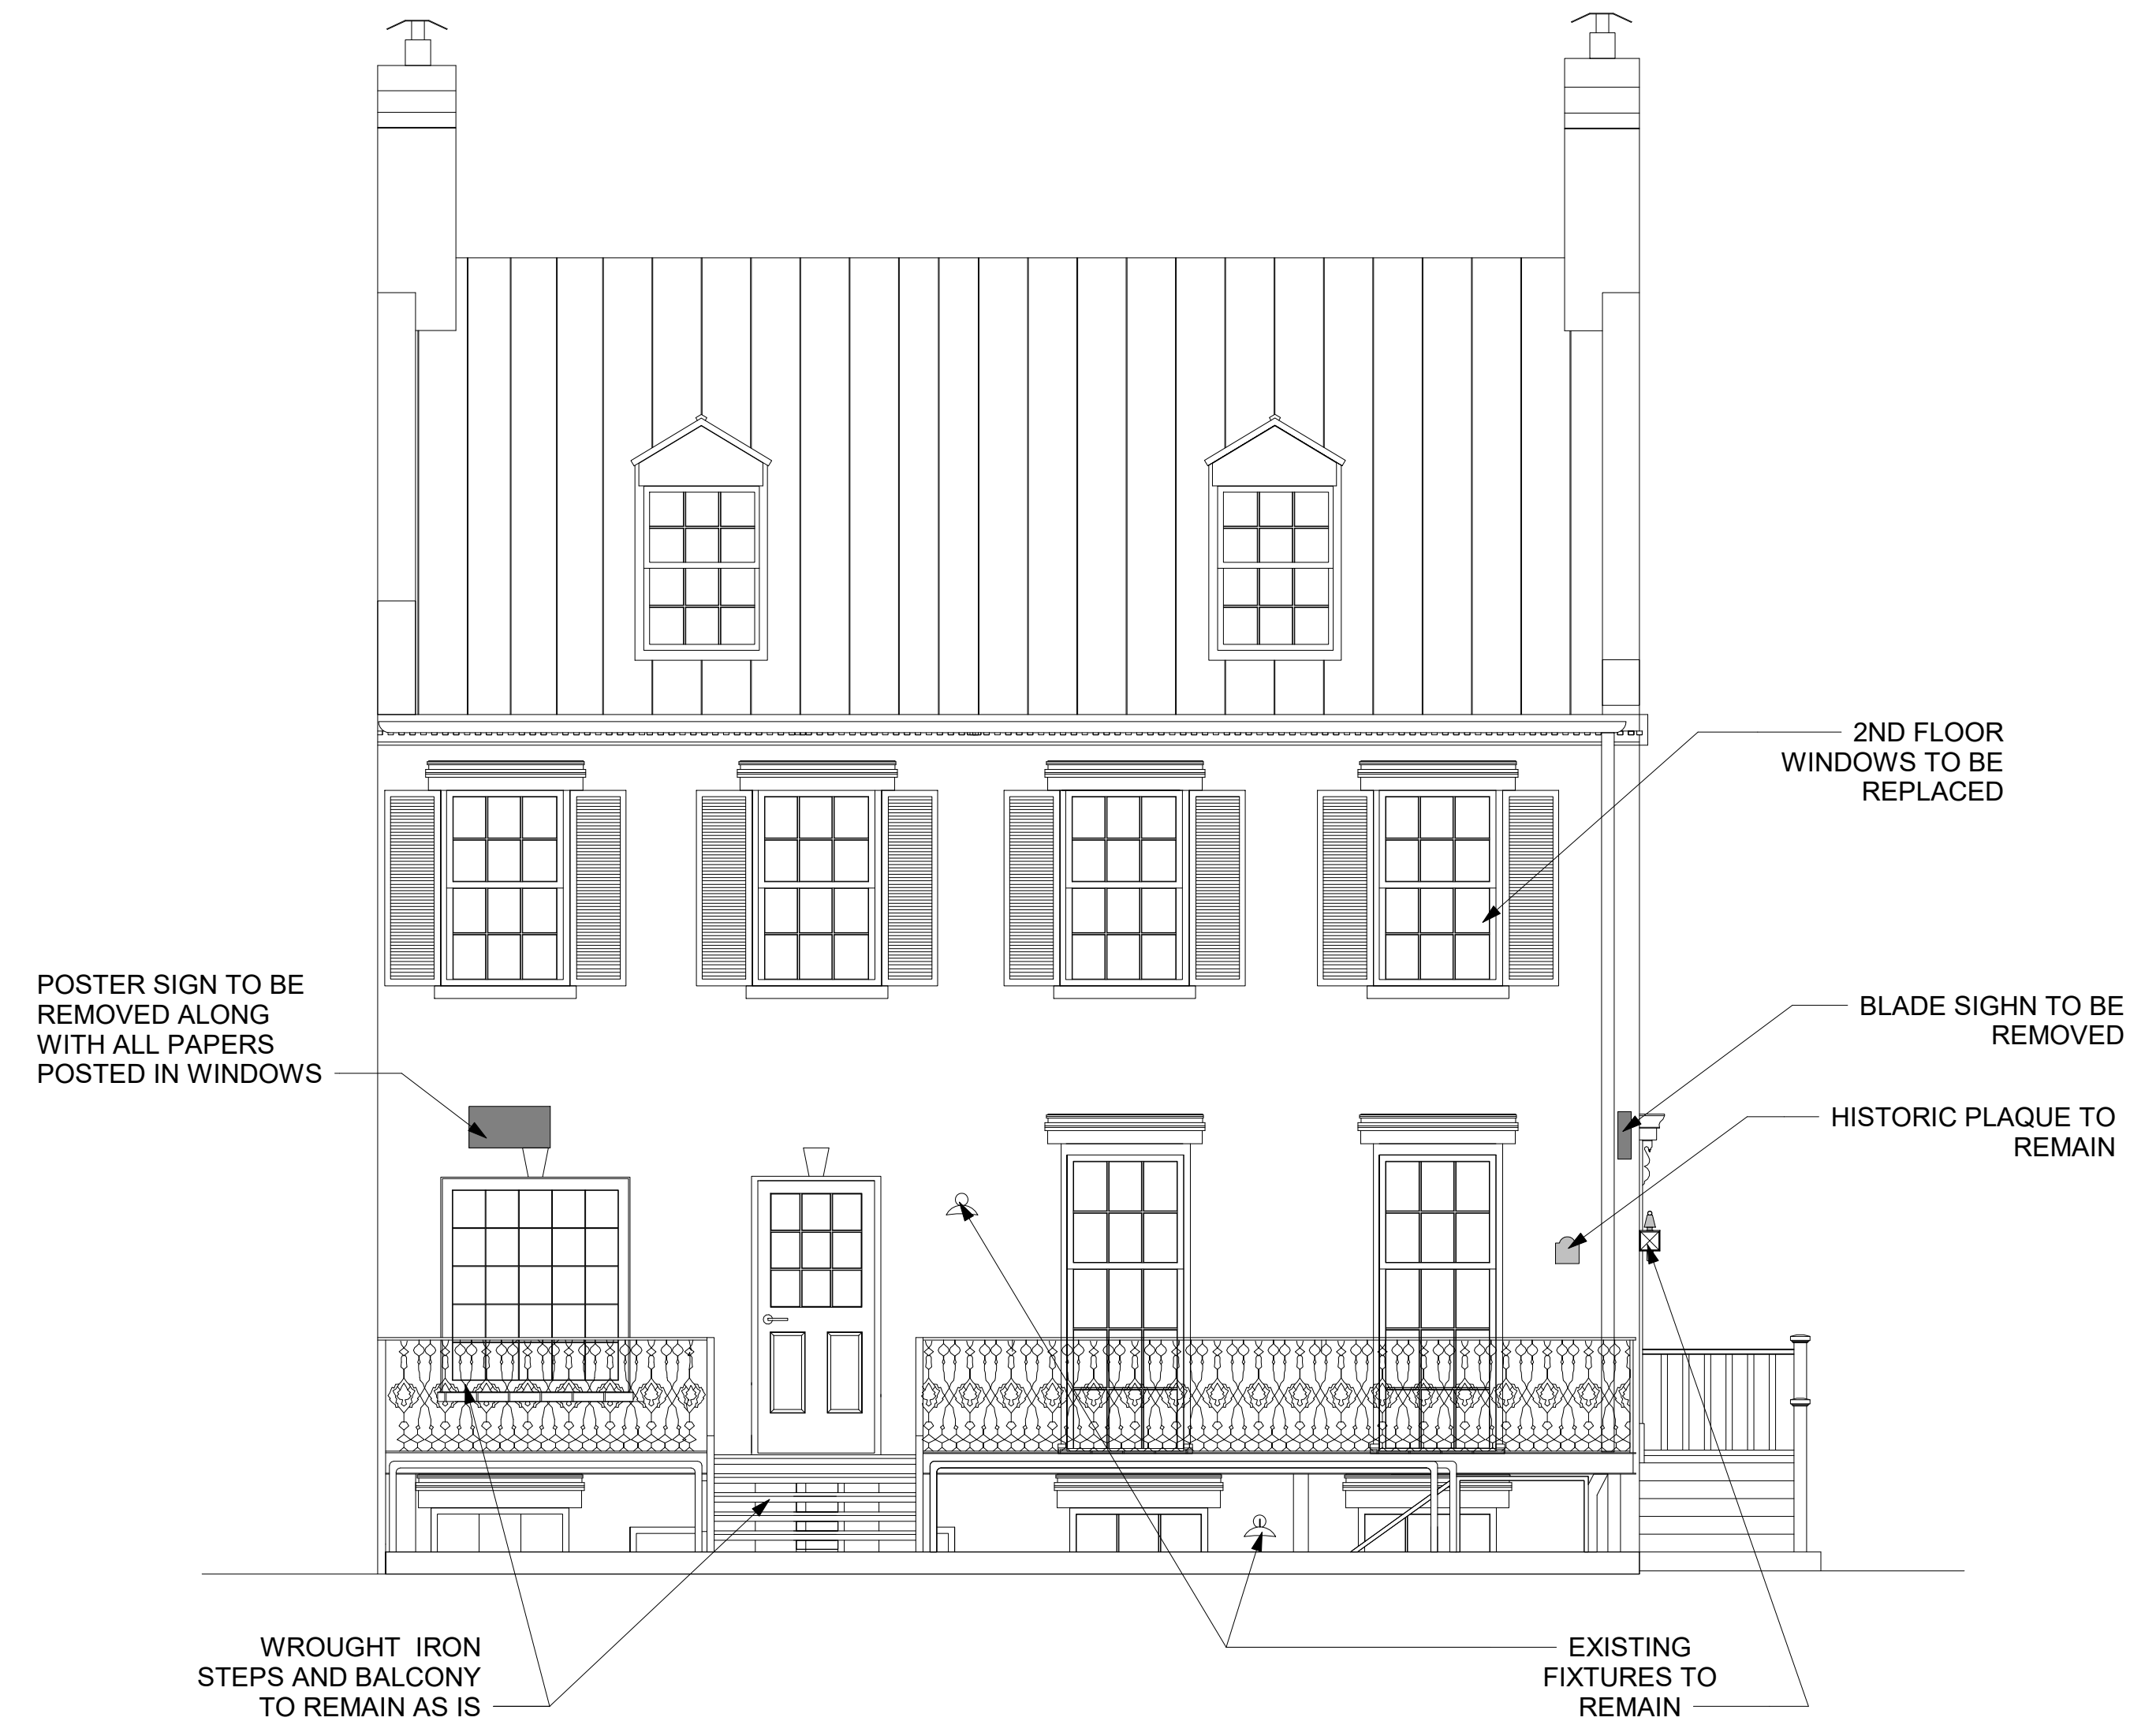 2ND FLOOR
WINDOWS TO BE
REPLACED
POSTER SIGN TO BE
REMOVED ALONG
WITH ALL PAPERS
POSTED IN WINDOWS
BLADE SIGHN TO BE
REMOVED
HISTORIC PLAQUE TO
REMAIN
WROUGHT IRON
STEPS AND BALCONY
TO REMAIN AS IS
EXISTING
FIXTURES TO
REMAIN